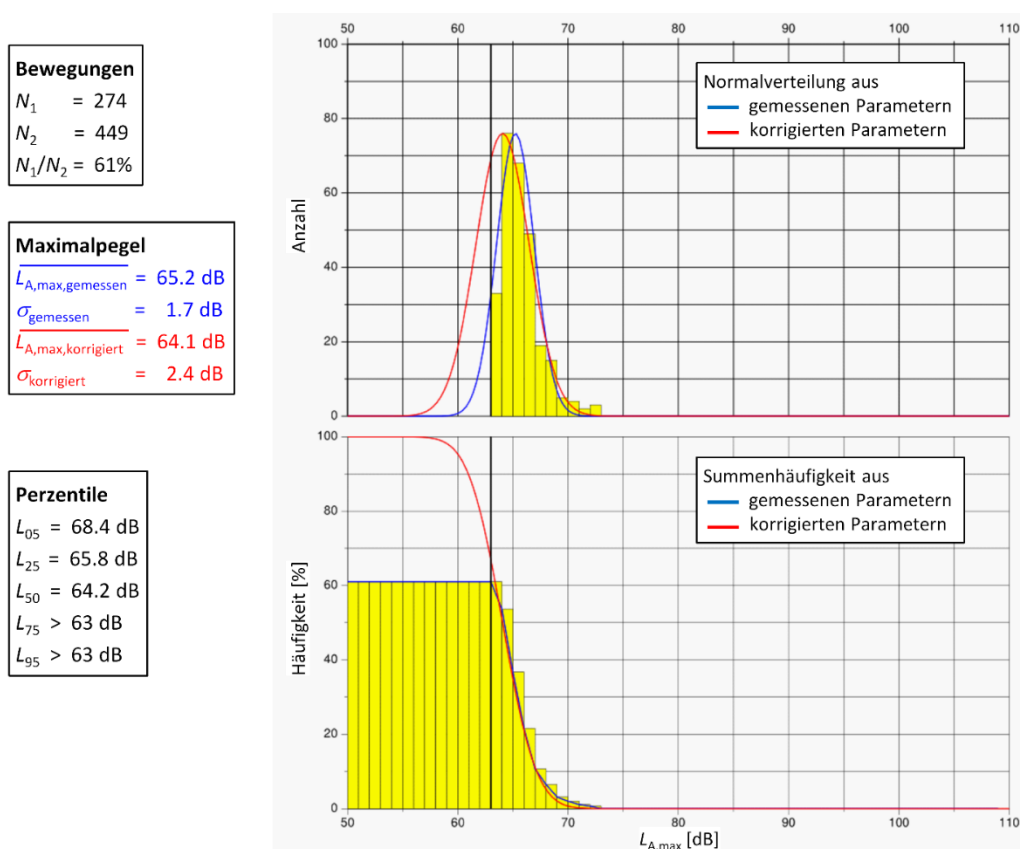 Bewegungen
N1 = 274
N2 = 449
N1/N2 = 61%
Maximalpegel
LA,max,gemessen = 65.2 dB
σgemessen = 1.7 dB
LA,max,korrigiert = 64.1 dB
σkorrigiert = 2.4 dB
Perzentile
L05 = 68.4 dB
L25 = 65.8 dB
L50 = 64.2 dB
L75 > 63 dB
L95 > 63 dB
50 60 70 80 90 100 110
100
80
60
40
20
0
Anzahl
Normalverteilung aus
gemessenen Parametern
korrigierten Parametern
100
80
60
40
20
0
Häufigkeit [%]
Summenhäufigkeit aus
gemessenen Parametern
korrigierten Parametern
50 60 70 80 90 100 110
LA,max [dB]